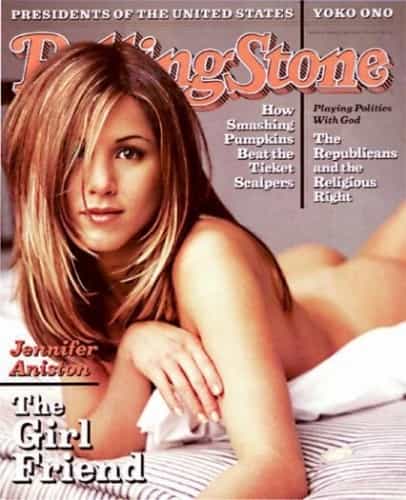 PRESIDENTS OF THE UNITED STATES
YOKO ONO
RollingStone
How
Smashing
Pumpkins
Beat the
Ticket
Scalpers
Playing Politics
With God
The
Republicans
and the
Religious
Right
Jennifer
Aniston
The
Girl
Friend